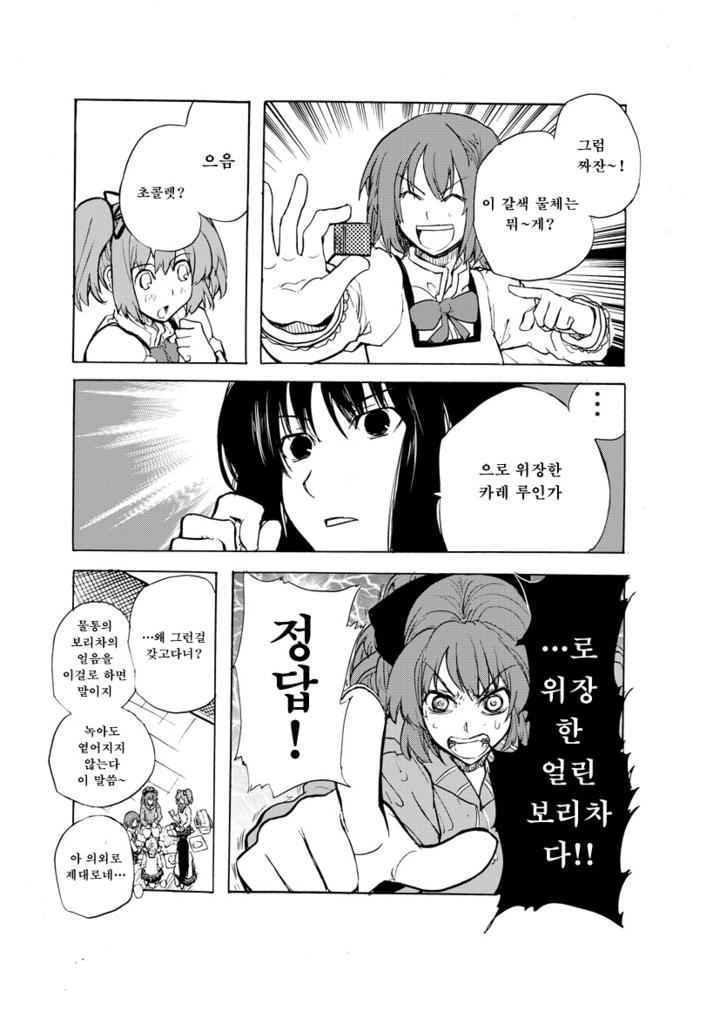 그럼
짜잔~!
이 갈색 물체는
뭐~게?
으음
초콜렛?
…
으로 위장한
카레 루인가
…로
위장
한
얼린
보리차
다!!
정
답
!
…왜 그런걸
갖고다녀?
물통의
보리차의
얼음을
이걸로 하면
말이지
녹아도
옅어지지
않는다
이 말씀~
아 의외로
제대로네…